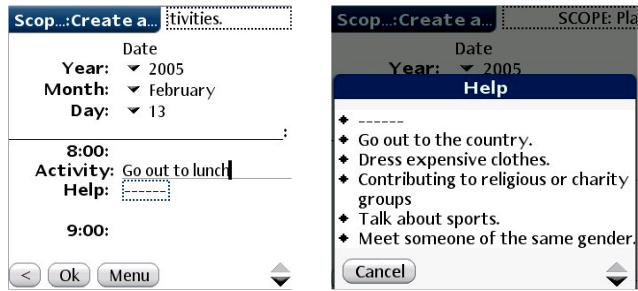 Scop...:Create a... tivities.
Date
Year: 2005
Month: February
Day: 13
:
8:00:
Activity: Go out to lunch
Help: ------
9:00:
< Ok Menu
Scop...:Create a... SCOPE: Pla
Date
Year: 2005
Help
------
Go out to the country.
Dress expensive clothes.
Contributing to religious or charity
groups
Talk about sports.
Meet someone of the same gender.
Cancel